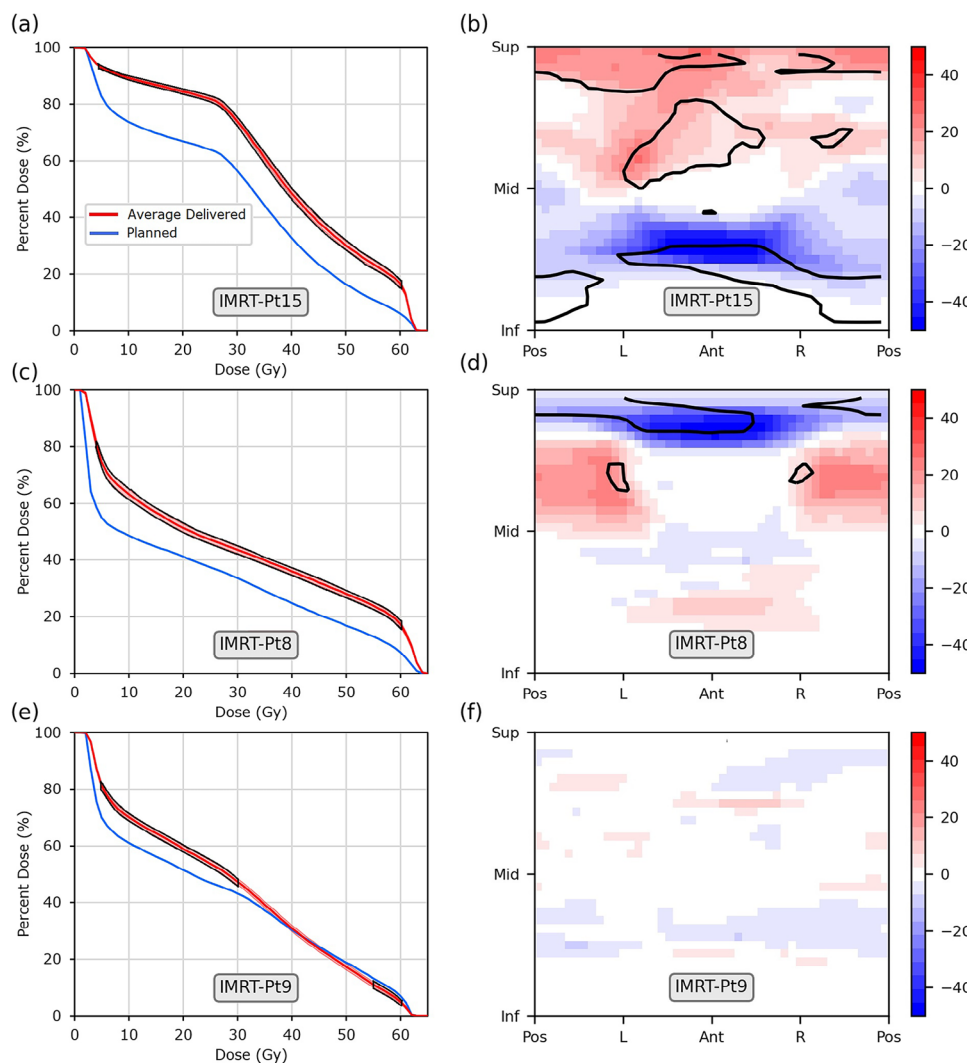 (a)
100
80
60
40
20
0
Percent Dose (%)
Average Delivered
Planned
IMRT-Pt15
0 10 20 30 40 50 60
Dose (Gy)
(b)
Sup
Mid
Inf
IMRT-Pt15
Pos L Ant R Pos
40
20
0
−20
−40
(c)
100
80
60
40
20
0
Percent Dose (%)
IMRT-Pt8
0 10 20 30 40 50 60
Dose (Gy)
(d)
Sup
Mid
Inf
IMRT-Pt8
Pos L Ant R Pos
40
20
0
−20
−40
(e)
100
80
60
40
20
0
Percent Dose (%)
IMRT-Pt9
0 10 20 30 40 50 60
Dose (Gy)
(f)
Sup
Mid
Inf
IMRT-Pt9
Pos L Ant R Pos
40
20
0
−20
−40